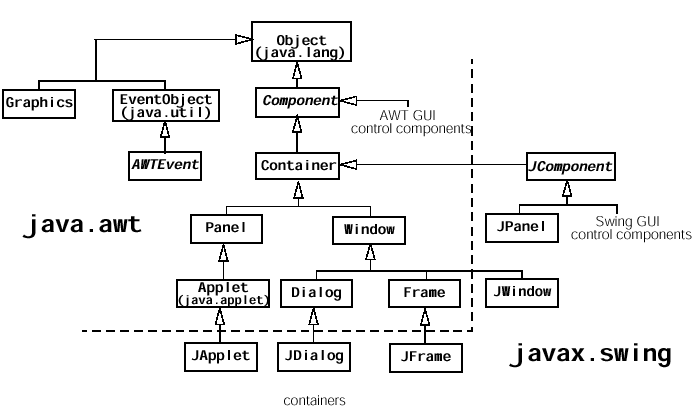 Object
(java.lang)
Graphics
EventObject
(java.util)
Component
AWT GUI
control components
AWTEvent
Container
JComponent
java.awt
Panel
Window
JPanel
Swing GUI
control components
Applet
(java.applet)
Dialog
Frame
JWindow
JApplet
JDialog
JFrame
javax.swing
containers